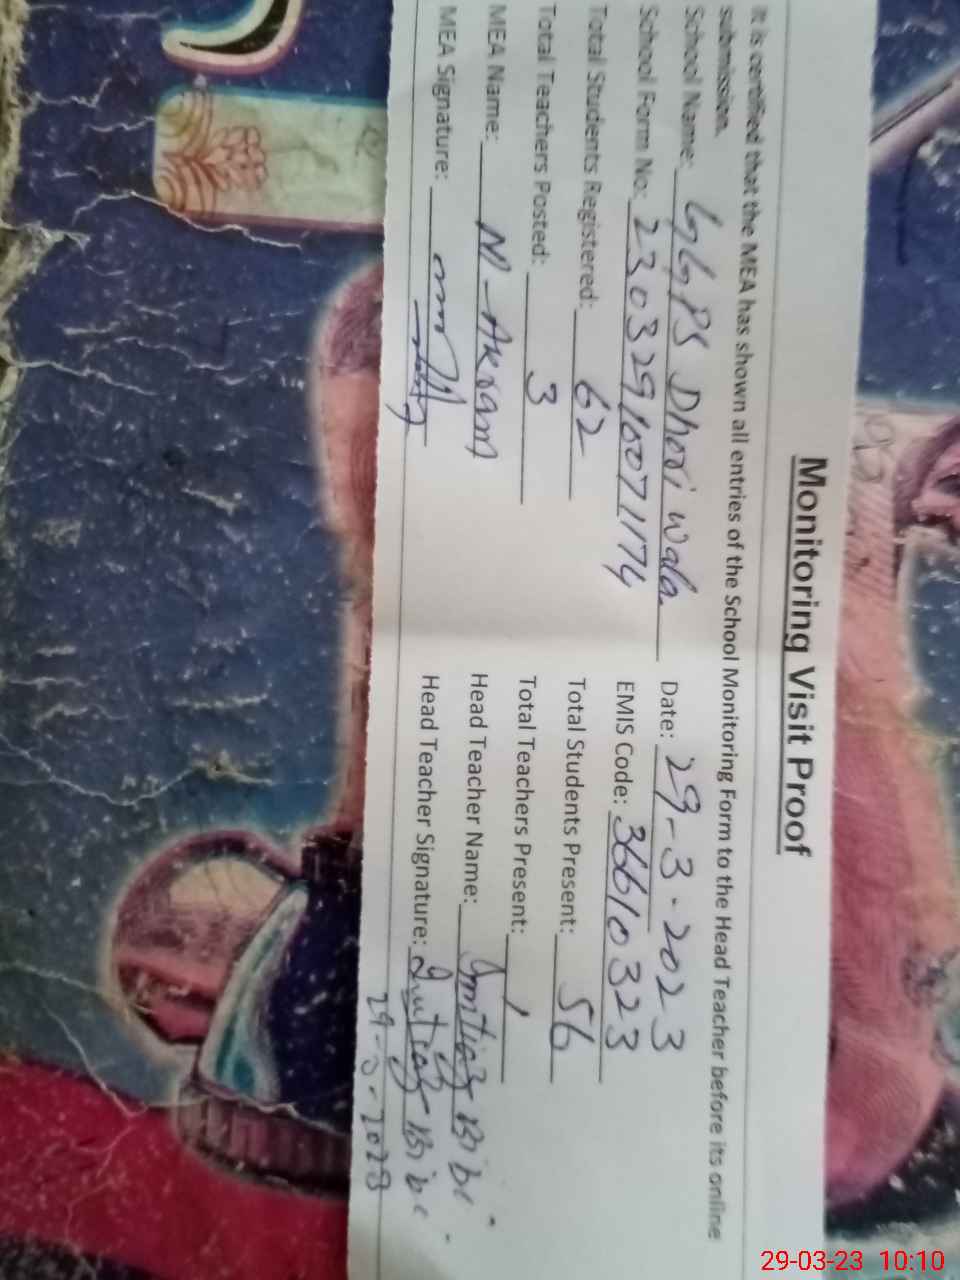 Monitoring Visit Proof
It is certified that the MEA has shown all entries of the School Monitoring Form to the Head Teacher before its online
submission.
School Name: GGPS Dhori wala Date: 29-3-2023
School Form No: 23032910071174 EMIS Code: 36610323
Total Students Registered: 62 Total Students Present: 56
Total Teachers Posted: 3 Total Teachers Present: 1
MEA Name: M-Akram Head Teacher Name: Imtiaz Bibi
MEA Signature: Head Teacher Signature: Imtiaz Bibi
29-3-2023
29-03-23 10:10